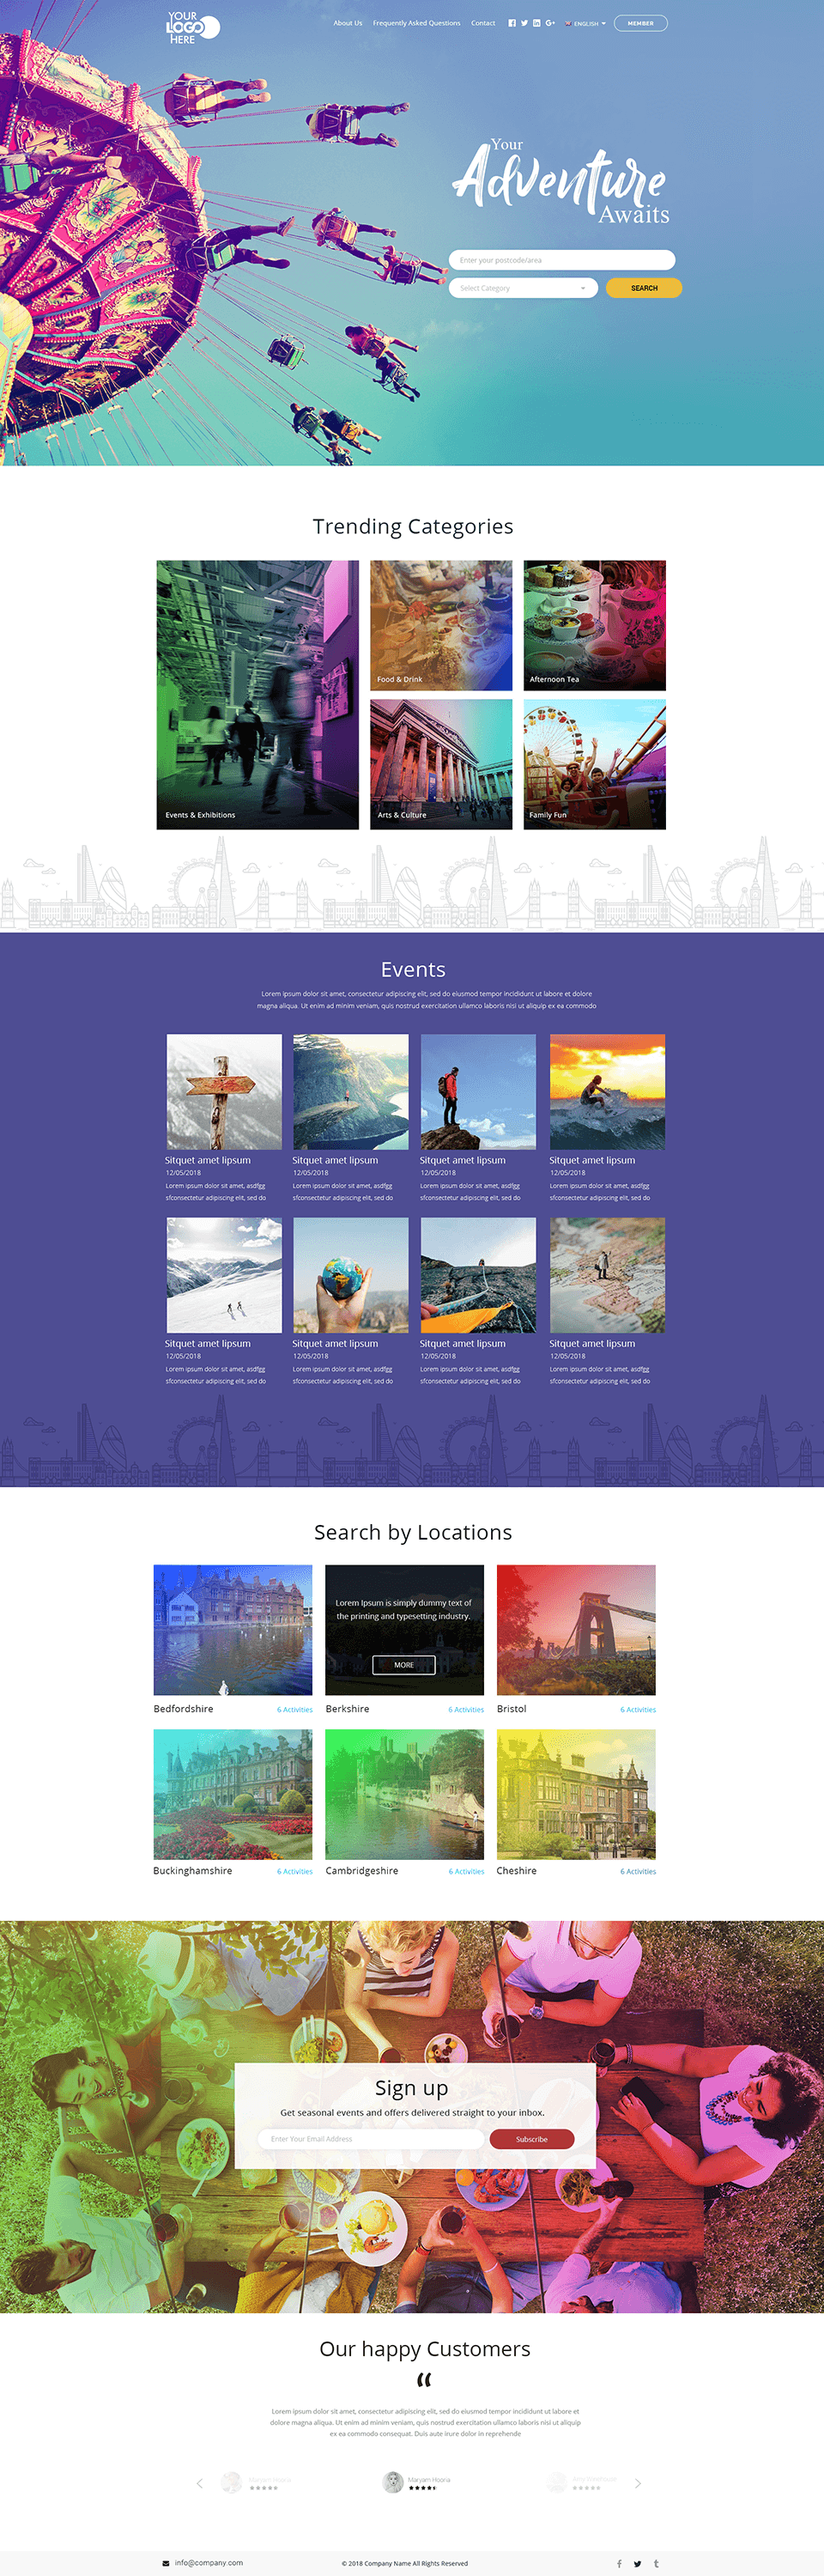 YOUR
LOGO
HERE
About Us
Frequently Asked Questions
Contact
ENGLISH
MEMBER
Your
Adventure
Awaits
Enter your postcode/area
Select Category
SEARCH
Trending Categories
Food & Drink
Afternoon Tea
Events & Exhibitions
Arts & Culture
Family Fun
Events
Lorem ipsum dolor sit amet, consectetur adipiscing elit, sed do eiusmod tempor incididunt ut labore et dolore
magna aliqua. Ut enim ad minim veniam, quis nostrud exercitation ullamco laboris nisi ut aliquip ex ea commodo
Sitquet amet lipsum
12/05/2018
Lorem ipsum dolor sit amet, asdfgg
sfconsectetur adipiscing elit, sed do
Sitquet amet lipsum
12/05/2018
Lorem ipsum dolor sit amet, asdfgg
sfconsectetur adipiscing elit, sed do
Sitquet amet lipsum
12/05/2018
Lorem ipsum dolor sit amet, asdfgg
sfconsectetur adipiscing elit, sed do
Sitquet amet lipsum
12/05/2018
Lorem ipsum dolor sit amet, asdfgg
sfconsectetur adipiscing elit, sed do
Sitquet amet lipsum
12/05/2018
Lorem ipsum dolor sit amet, asdfgg
sfconsectetur adipiscing elit, sed do
Sitquet amet lipsum
12/05/2018
Lorem ipsum dolor sit amet, asdfgg
sfconsectetur adipiscing elit, sed do
Sitquet amet lipsum
12/05/2018
Lorem ipsum dolor sit amet, asdfgg
sfconsectetur adipiscing elit, sed do
Sitquet amet lipsum
12/05/2018
Lorem ipsum dolor sit amet, asdfgg
sfconsectetur adipiscing elit, sed do
Search by Locations
Lorem Ipsum is simply dummy text of
the printing and typesetting industry.
MORE
Bedfordshire
6 Activities
Berkshire
6 Activities
Bristol
6 Activities
Buckinghamshire
6 Activities
Cambridgeshire
6 Activities
Cheshire
6 Activities
Sign up
Get seasonal events and offers delivered straight to your inbox.
Enter Your Email Address
Subscribe
Our happy Customers
“
Lorem ipsum dolor sit amet, consectetur adipiscing elit, sed do eiusmod tempor incididunt ut labore et
dolore magna aliqua. Ut enim ad minim veniam, quis nostrud exercitation ullamco laboris nisi ut aliquip
ex ea commodo consequat. Duis aute irure dolor in reprehende
Maryam Hoona
info@company.com
© 2018 Company Name All Rights Reserved